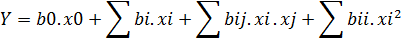 Y = b0.x0 + ∑ bi.xi + ∑ bij.xi.xj + ∑ bii.xi²